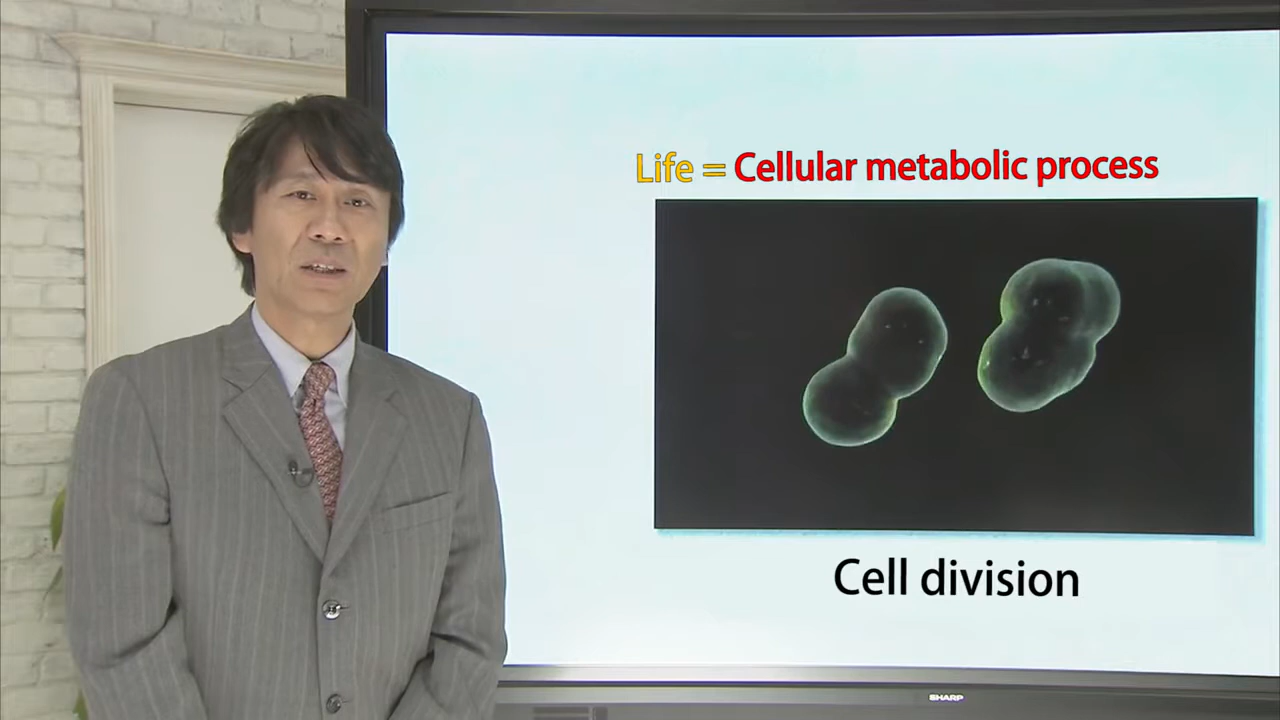 Life = Cellular metabolic process
Cell division
SHARP